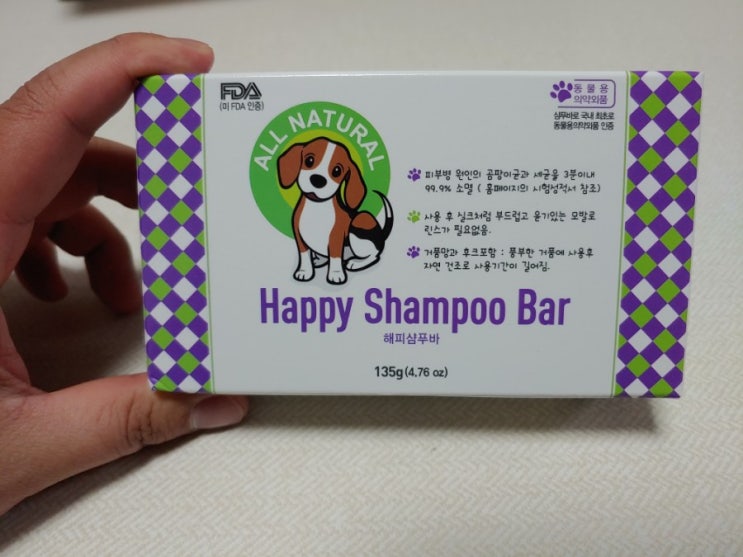 FDA
(미 FDA 인증)
ALL NATURAL
동물용
의약외품
샴푸바로 국내 최초로
동물용의약외품 인증
피부병 원인의 곰팡이균과 세균을 3분이내
99.9% 소멸 ( 홈페이지의 시험성적서 참조)
사용 후 실크처럼 부드럽고 윤기있는 모발로
린스가 필요없음.
거품망과 후크포함 : 풍부한 거품에 사용후
자연 건조로 사용기간이 길어짐.
Happy Shampoo Bar
해피샴푸바
135g(4.76 oz)